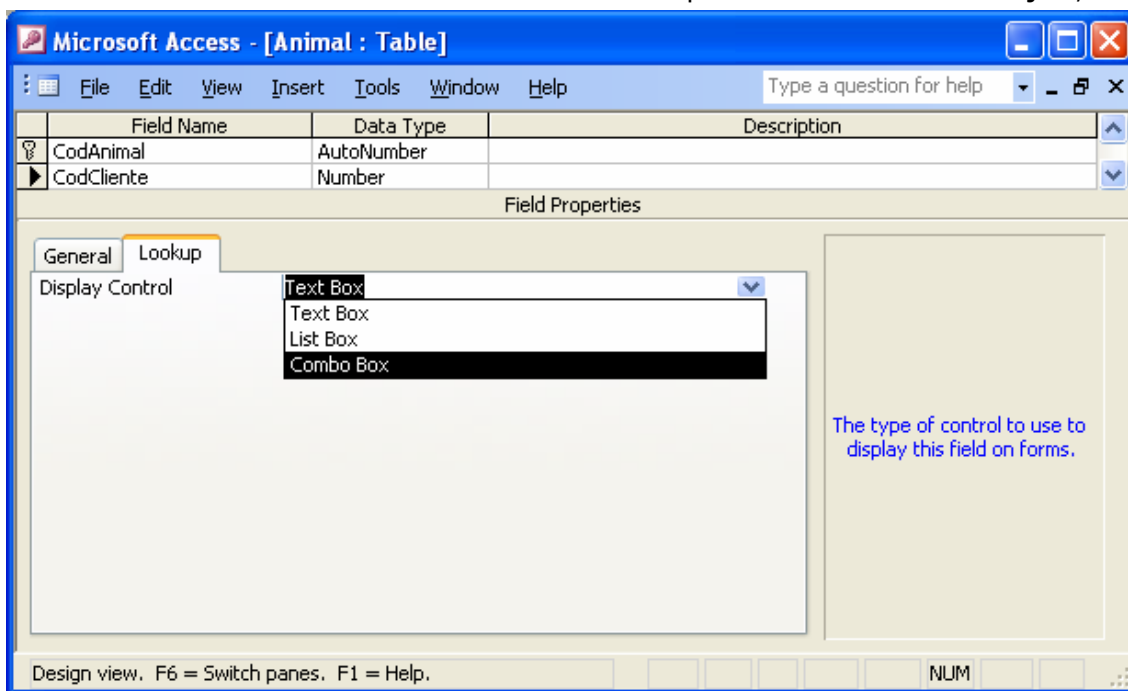 Microsoft Access - [Animal : Table]
File Edit View Insert Tools Window Help Type a question for help
Field Name Data Type Description
CodAnimal AutoNumber
CodCliente Number
Field Properties
General Lookup
Display Control Text Box
Text Box
List Box
Combo Box
The type of control to use to
display this field on forms.
Design view. F6 = Switch panes. F1 = Help. NUM